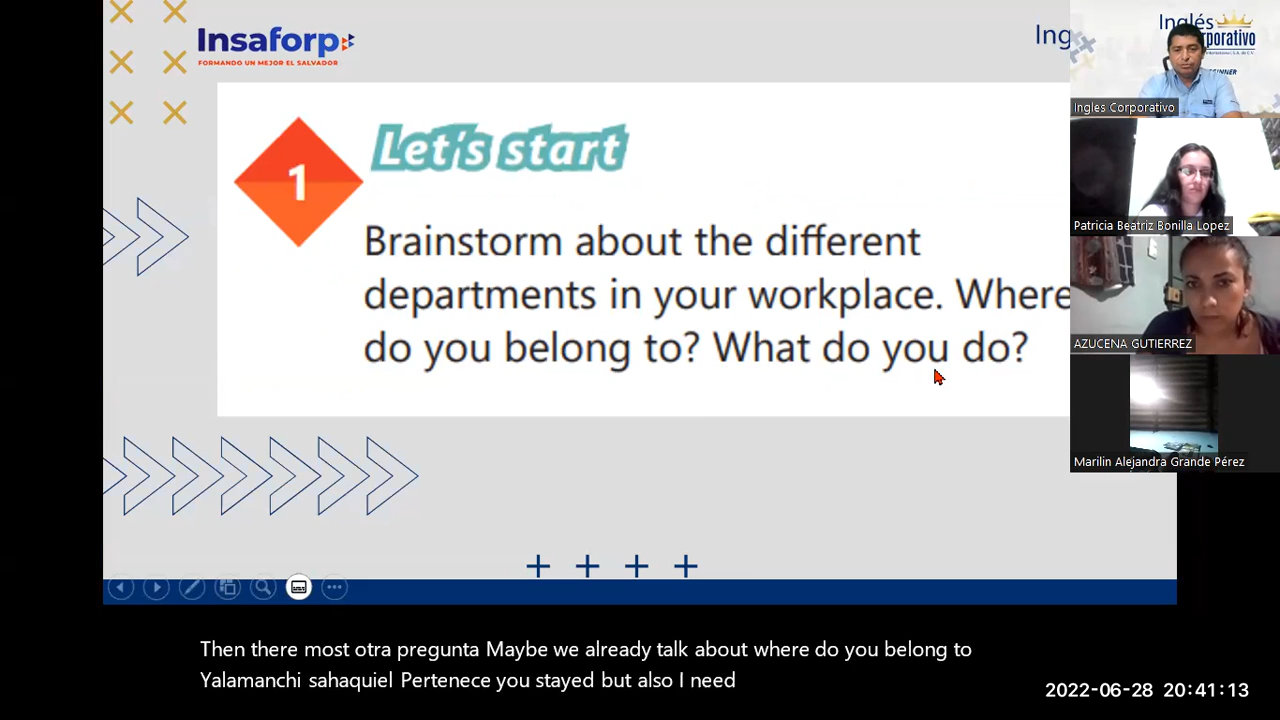 Insaforp
FORMANDO UN MEJOR EL SALVADOR
Ing
Inglés
Corporativo
Ingles Corporativo
1
Let's start
Brainstorm about the different
departments in your workplace. Where
do you belong to? What do you do?
Patricia Beatriz Bonilla Lopez
AZUCENA GUTIERREZ
Marilin Alejandra Grande Pérez
Then there most otra pregunta Maybe we already talk about where do you belong to
Yalamanchi sahaquiel Pertenece you stayed but also I need
2022-06-28 20:41:13